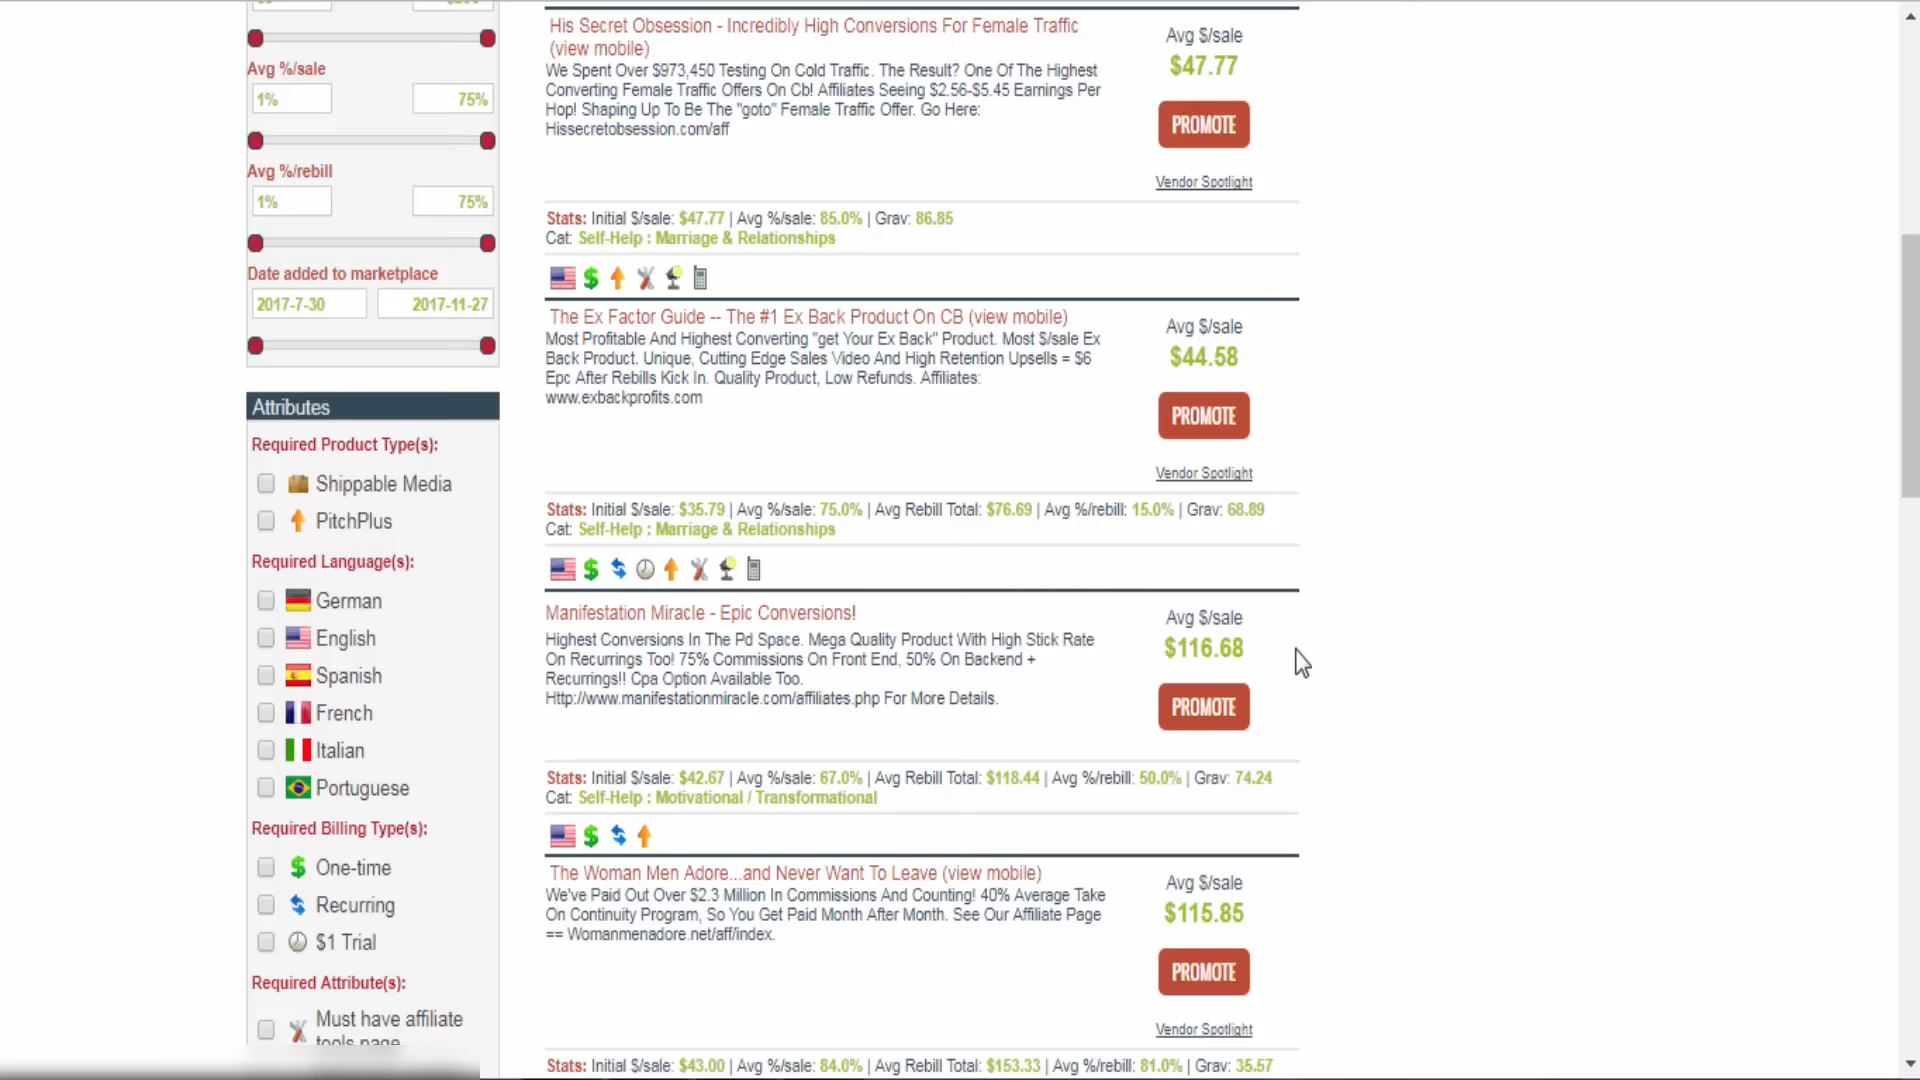 Avg %/sale
1%
75%
Avg %/rebill
1%
75%
Date added to marketplace
2017-7-30
2017-11-27
Attributes
Required Product Type(s):
Shippable Media
PitchPlus
Required Language(s):
German
English
Spanish
French
Italian
Portuguese
Required Billing Type(s):
$ One-time
Recurring
$1 Trial
Required Attribute(s):
Must have affiliate
tools page
His Secret Obsession - Incredibly High Conversions For Female Traffic
(view mobile)
We Spent Over $973,450 Testing On Cold Traffic. The Result? One Of The Highest
Converting Female Traffic Offers On Cb! Affiliates Seeing $2.56-$5.45 Earnings Per
Hop! Shaping Up To Be The "goto" Female Traffic Offer. Go Here:
Hissecretobsession.com/aff
Avg $/sale
$47.77
PROMOTE
Vendor Spotlight
Stats: Initial $/sale: $47.77 | Avg %/sale: 85.0% | Grav: 86.85
Cat: Self-Help : Marriage & Relationships
$
The Ex Factor Guide -- The #1 Ex Back Product On CB (view mobile)
Most Profitable And Highest Converting "get Your Ex Back" Product. Most $/sale Ex
Back Product. Unique, Cutting Edge Sales Video And High Retention Upsells = $6
Epc After Rebills Kick In. Quality Product, Low Refunds. Affiliates:
www.exbackprofits.com
Avg $/sale
$44.58
PROMOTE
Vendor Spotlight
Stats: Initial $/sale: $35.79 | Avg %/sale: 75.0% | Avg Rebill Total: $76.69 | Avg %/rebill: 15.0% | Grav: 68.89
Cat: Self-Help : Marriage & Relationships
$
Manifestation Miracle - Epic Conversions!
Highest Conversions In The Pd Space. Mega Quality Product With High Stick Rate
On Recurrings Too! 75% Commissions On Front End, 50% On Backend +
Recurrings!! Cpa Option Available Too.
Http://www.manifestationmiracle.com/affiliates.php For More Details.
Avg $/sale
$116.68
PROMOTE
Stats: Initial $/sale: $42.67 | Avg %/sale: 67.0% | Avg Rebill Total: $118.44 | Avg %/rebill: 50.0% | Grav: 74.24
Cat: Self-Help : Motivational / Transformational
$
The Woman Men Adore...and Never Want To Leave (view mobile)
We've Paid Out Over $2.3 Million In Commissions And Counting! 40% Average Take
On Continuity Program, So You Get Paid Month After Month. See Our Affiliate Page
== Womanmenadore.net/aff/index.
Avg $/sale
$115.85
PROMOTE
Vendor Spotlight
Stats: Initial $/sale: $43.00 | Avg %/sale: 84.0% | Avg Rebill Total: $153.33 | Avg %/rebill: 81.0% | Grav: 35.57